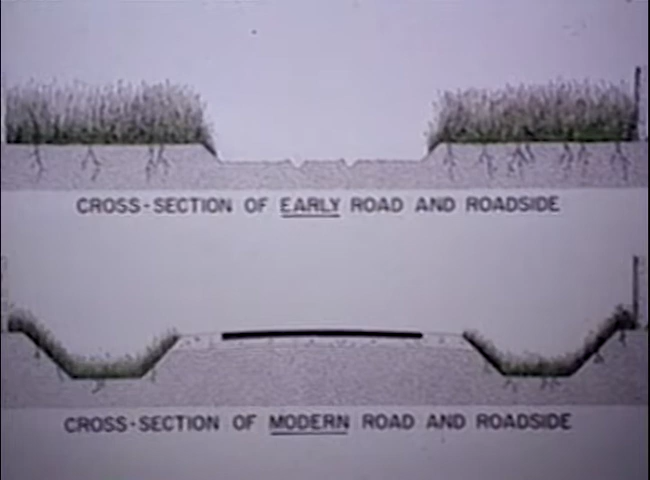 CROSS-SECTION OF EARLY ROAD AND ROADSIDE
CROSS-SECTION OF MODERN ROAD AND ROADSIDE